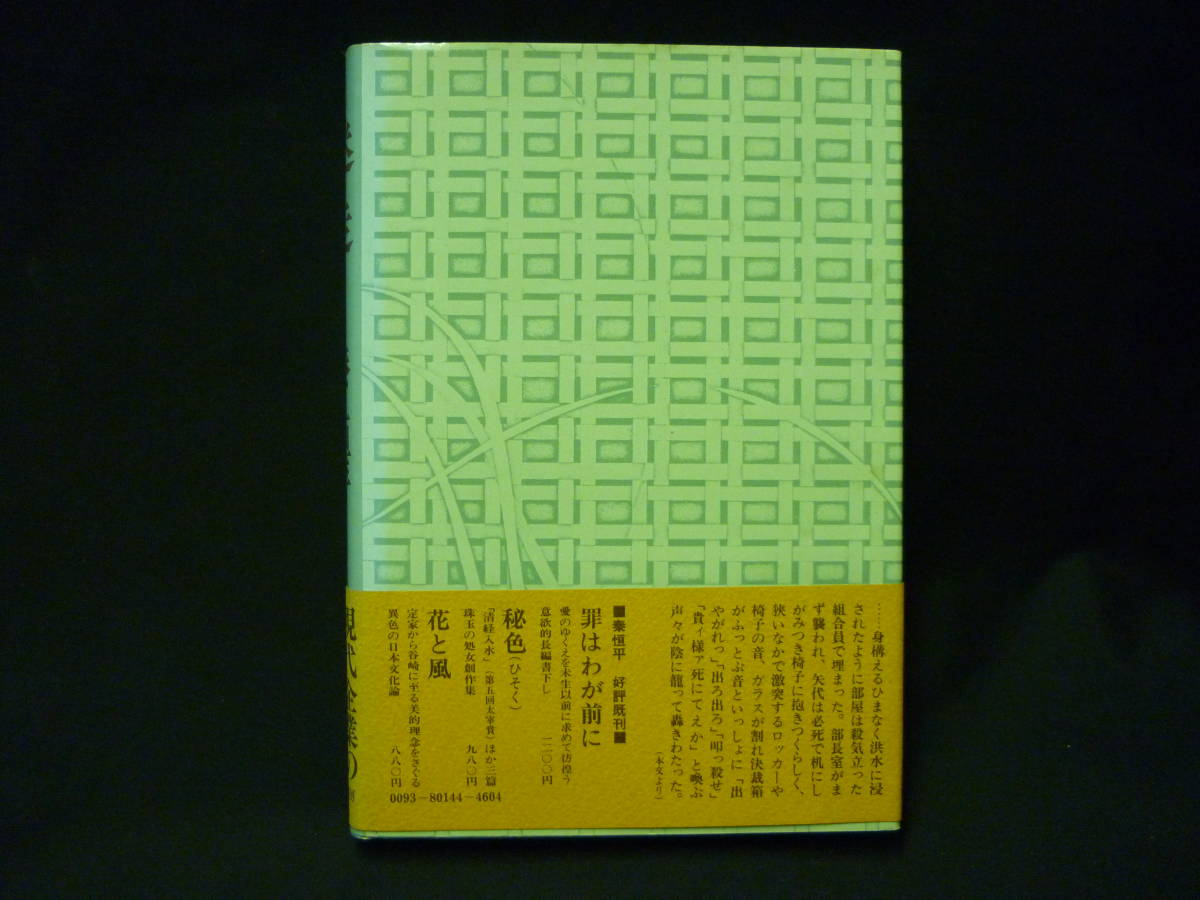 ……身構えるひまなく洪水に浸
されたように部屋は殺気立った
組合員で埋まった。部長室がま
ず襲われ、矢代は必死で机にし
がみつき椅子に抱きつくらしく、
狭いなかで激突するロッカーや
椅子の音、ガラスが割れ決裁箱
がふっとぶ音といっしょに「出
やがれっ」「出ろ出ろ」「叩っ殺せ」
「貴ィ様ァ死にてえか」と喚ぶ
声々が陰に籠って轟きわたった。
(本文より)
■秦恒平 好評既刊■
罪はわが前に
愛のゆくえを未生以前に求めて彷徨う
意欲的長編書下し 一二〇〇円
秘色(ひそく)
「清経入水」(第五回太宰賞)ほか三篇
珠玉の処女創作集 九八〇円
花と風
定家から谷崎に至る美的理念をさぐる
異色の日本文化論 八八〇円
0093-80144-4604
現代企業の